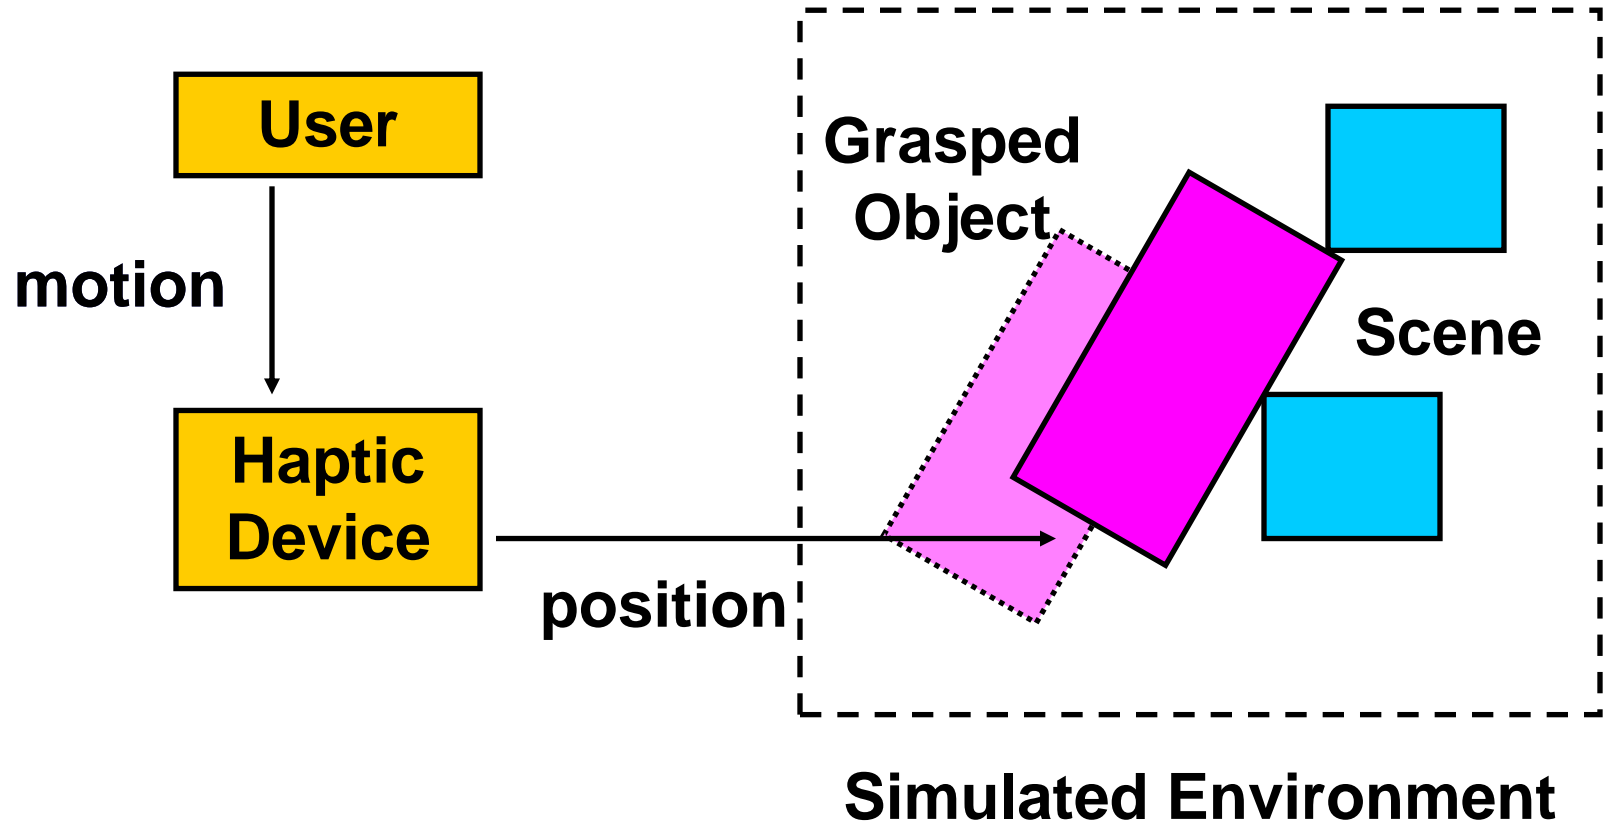 User
motion
Haptic
Device
position
Grasped
Object
Scene
Simulated Environment